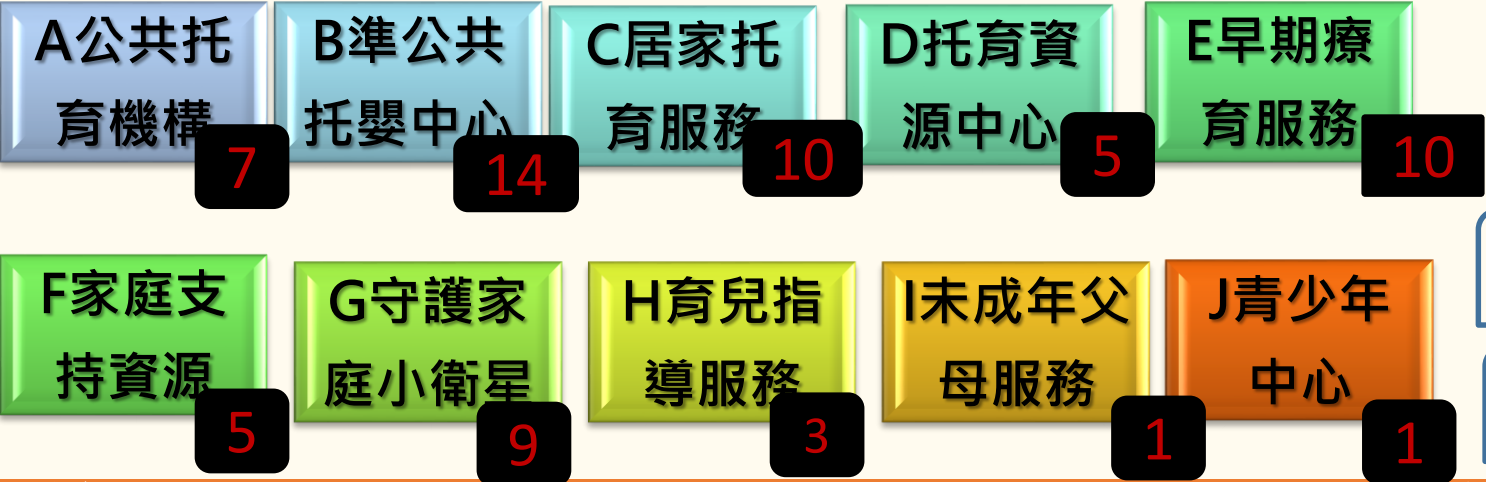 A公共托
育機構
7
B準公共
托嬰中心
14
C居家托
育服務
10
D托育資
源中心
5
E早期療
育服務
10
F家庭支
持資源
5
G守護家
庭小衛星
9
H育兒指
導服務
3
I未成年父
母服務
1
J青少年
中心
1